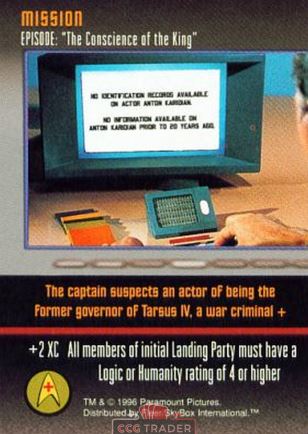 MISSION
EPISODE: "The Conscience of the King"
NO IDENTIFICATION RECORDS AVAILABLE
ON ACTOR ANTON KARIDIAN.
NO INFORMATION AVAILABLE ON
ANTON KARIDIAN PRIOR TO 20 YEARS AGO.
The captain suspects an actor of being the
former governor of Tarsus IV, a war criminal +
+2 XC All members of initial Landing Party must have a
Logic or Humanity rating of 4 or higher
TM & © 1996 Paramount Pictures.
Distributed by SkyBox International.™
CCG TRADER